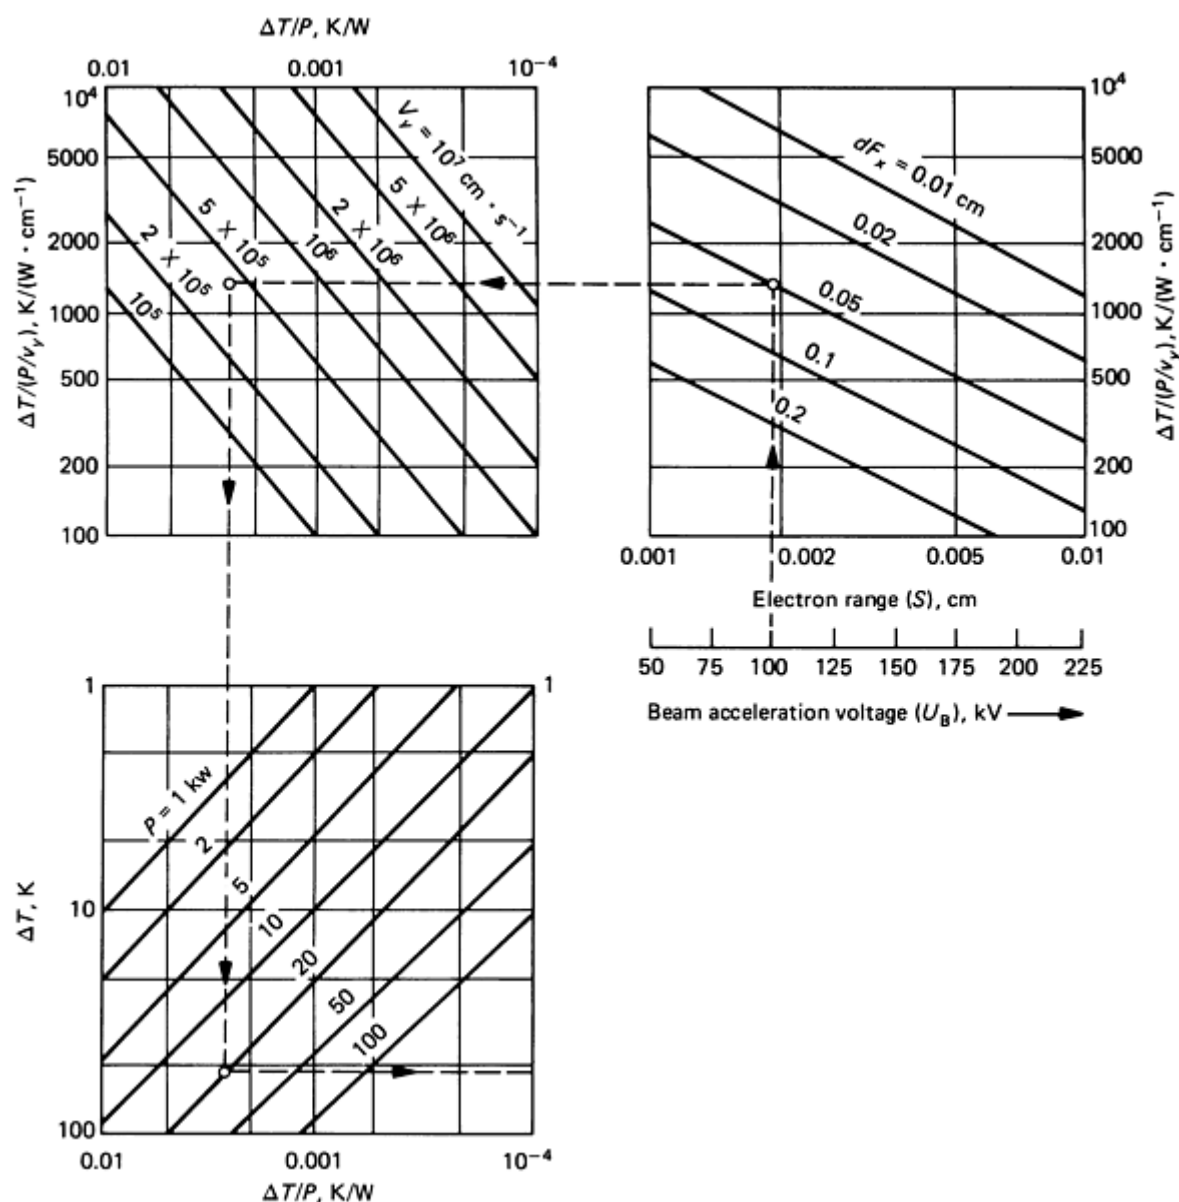 ΔT/P, K/W
0.01 0.001 10⁻⁴
10⁴
5000
2000
1000
500
200
100
ΔT/(P/vᵧ), K/(W · cm⁻¹)
Vᵧ = 10⁷ cm · s⁻¹
5 × 10⁶
2 × 10⁶
10⁶
5 × 10⁵
2 × 10⁵
10⁵
10⁴
5000
2000
1000
500
200
100
ΔT/(P/vᵧ), K/(W · cm⁻¹)
dFₓ = 0.01 cm
0.02
0.05
0.1
0.2
0.001 0.002 0.005 0.01
Electron range (S), cm
50 75 100 125 150 175 200 225
Beam acceleration voltage (U_B), kV
1 1
10
100
ΔT, K
P = 1 kw
2
5
10
20
50
100
0.01 0.001 10⁻⁴
ΔT/P, K/W